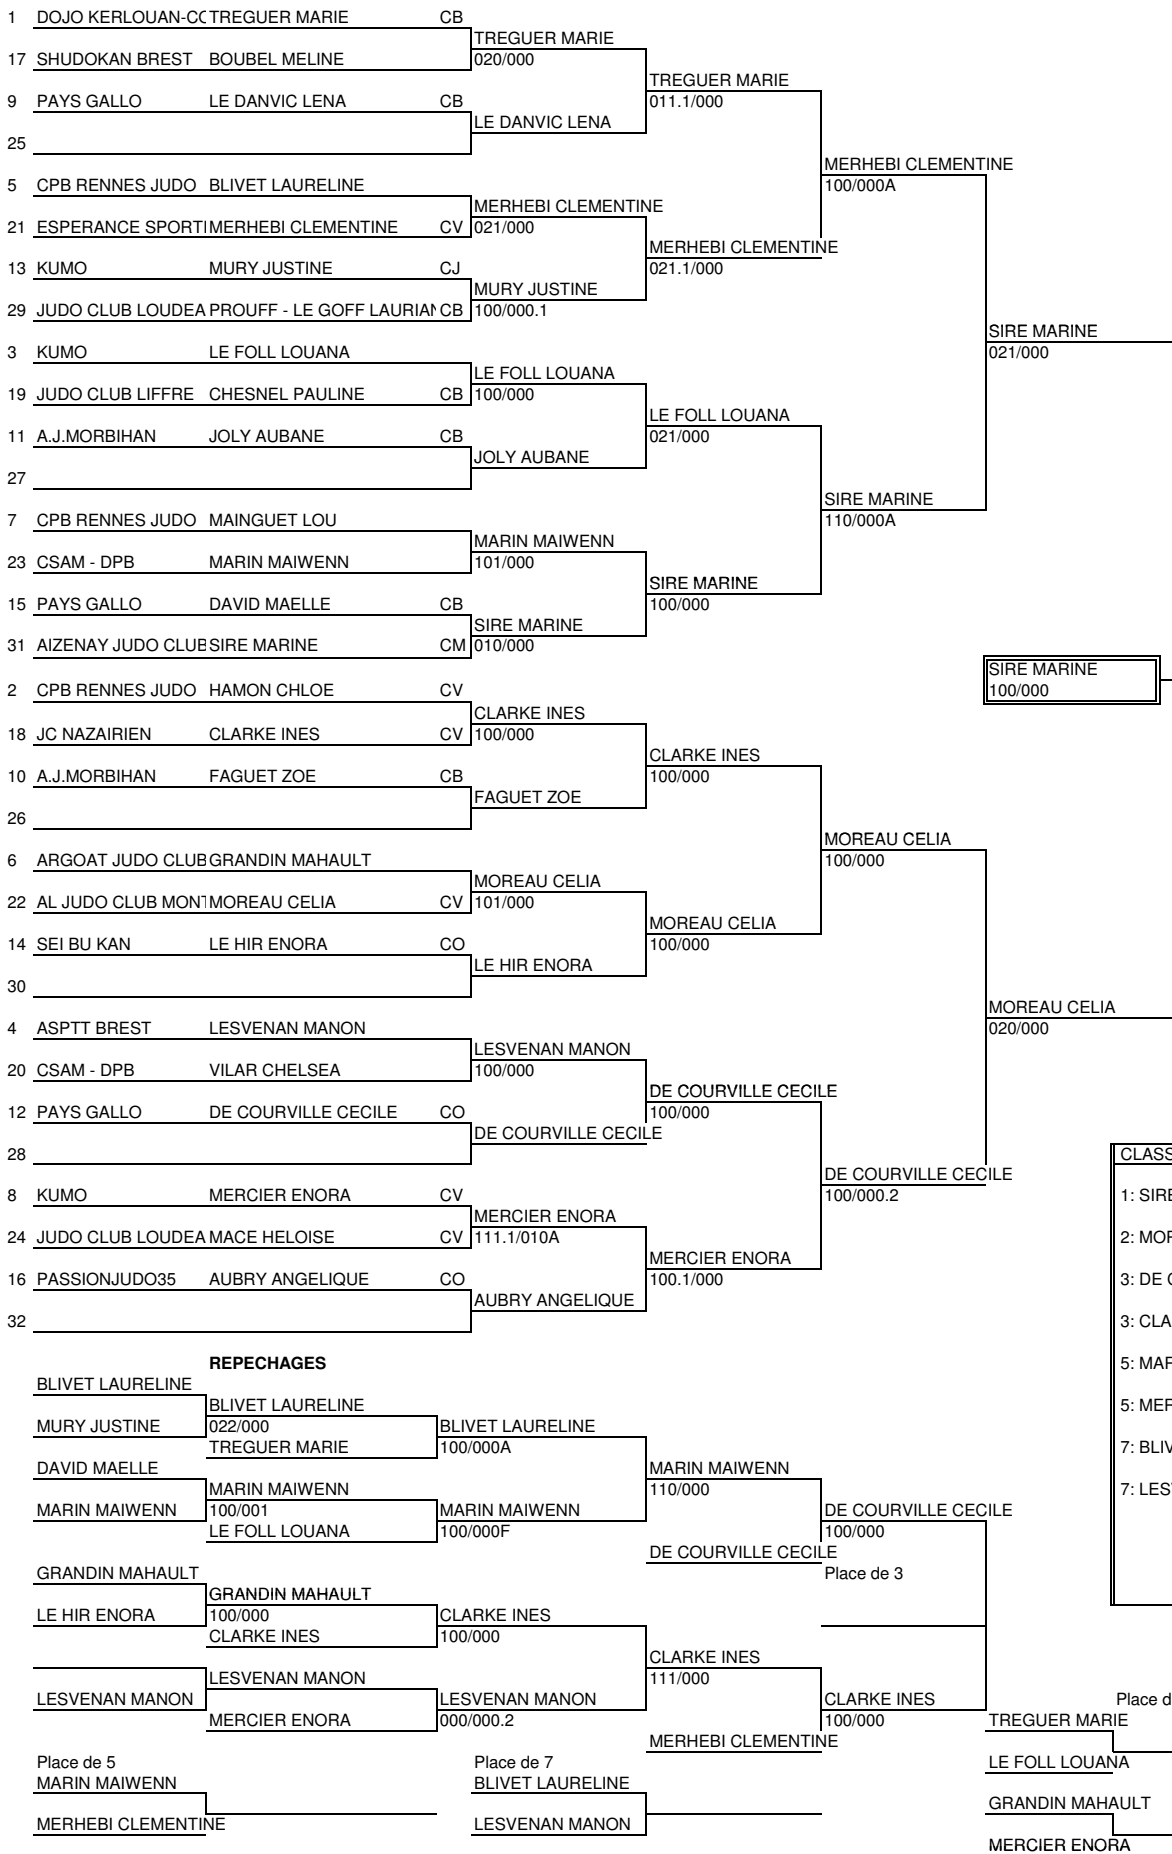 1 DOJO KERLOUAN-CC TREGUER MARIE CB
TREGUER MARIE
17 SHUDOKAN BREST BOUBEL MELINE 020/000
TREGUER MARIE
9 PAYS GALLO LE DANVIC LENA CB 011.1/000
LE DANVIC LENA
25
MERHEBI CLEMENTINE
5 CPB RENNES JUDO BLIVET LAURELINE 100/000A
MERHEBI CLEMENTINE
21 ESPERANCE SPORTI MERHEBI CLEMENTINE CV 021/000
MERHEBI CLEMENTINE
13 KUMO MURY JUSTINE CJ 021.1/000
MURY JUSTINE
29 JUDO CLUB LOUDEA PROUFF - LE GOFF LAURIAN CB 100/000.1
SIRE MARINE
3 KUMO LE FOLL LOUANA 021/000
LE FOLL LOUANA
19 JUDO CLUB LIFFRE CHESNEL PAULINE CB 100/000
LE FOLL LOUANA
11 A.J.MORBIHAN JOLY AUBANE CB 021/000
JOLY AUBANE
27
SIRE MARINE
7 CPB RENNES JUDO MAINGUET LOU 110/000A
MARIN MAIWENN
23 CSAM - DPB MARIN MAIWENN 101/000
SIRE MARINE
15 PAYS GALLO DAVID MAELLE CB 100/000
SIRE MARINE
31 AIZENAY JUDO CLUB SIRE MARINE CM 010/000
SIRE MARINE
2 CPB RENNES JUDO HAMON CHLOE CV 100/000
CLARKE INES
18 JC NAZAIRIEN CLARKE INES CV 100/000
CLARKE INES
10 A.J.MORBIHAN FAGUET ZOE CB 100/000
FAGUET ZOE
26
MOREAU CELIA
6 ARGOAT JUDO CLUB GRANDIN MAHAULT 100/000
MOREAU CELIA
22 AL JUDO CLUB MONT MOREAU CELIA CV 101/000
MOREAU CELIA
14 SEI BU KAN LE HIR ENORA CO 100/000
LE HIR ENORA
30
MOREAU CELIA
4 ASPTT BREST LESVENAN MANON 020/000
LESVENAN MANON
20 CSAM - DPB VILAR CHELSEA 100/000
DE COURVILLE CECILE
12 PAYS GALLO DE COURVILLE CECILE CO 100/000
DE COURVILLE CECILE
28 CLASS
DE COURVILLE CECILE
8 KUMO MERCIER ENORA CV 100/000.2 1: SIRE
MERCIER ENORA
24 JUDO CLUB LOUDEA MACE HELOISE CV 111.1/010A 2: MOR
MERCIER ENORA
16 PASSIONJUDO35 AUBRY ANGELIQUE CO 100.1/000 3: DE C
AUBRY ANGELIQUE
32 3: CLA
REPECHAGES 5: MAR
BLIVET LAURELINE
BLIVET LAURELINE 5: MER
MURY JUSTINE 022/000 BLIVET LAURELINE
TREGUER MARIE 100/000A 7: BLIV
DAVID MAELLE MARIN MAIWENN
MARIN MAIWENN 110/000 7: LES
MARIN MAIWENN 100/001 MARIN MAIWENN DE COURVILLE CECILE
LE FOLL LOUANA 100/000F 100/000
DE COURVILLE CECILE
GRANDIN MAHAULT Place de 3
GRANDIN MAHAULT
LE HIR ENORA 100/000 CLARKE INES
CLARKE INES 100/000
CLARKE INES
LESVENAN MANON 111/000
LESVENAN MANON LESVENAN MANON CLARKE INES Place d
MERCIER ENORA 000/000.2 100/000 TREGUER MARIE
MERHEBI CLEMENTINE
Place de 5 Place de 7 LE FOLL LOUANA
MARIN MAIWENN BLIVET LAURELINE
GRANDIN MAHAULT
MERHEBI CLEMENTINE LESVENAN MANON
MERCIER ENORA